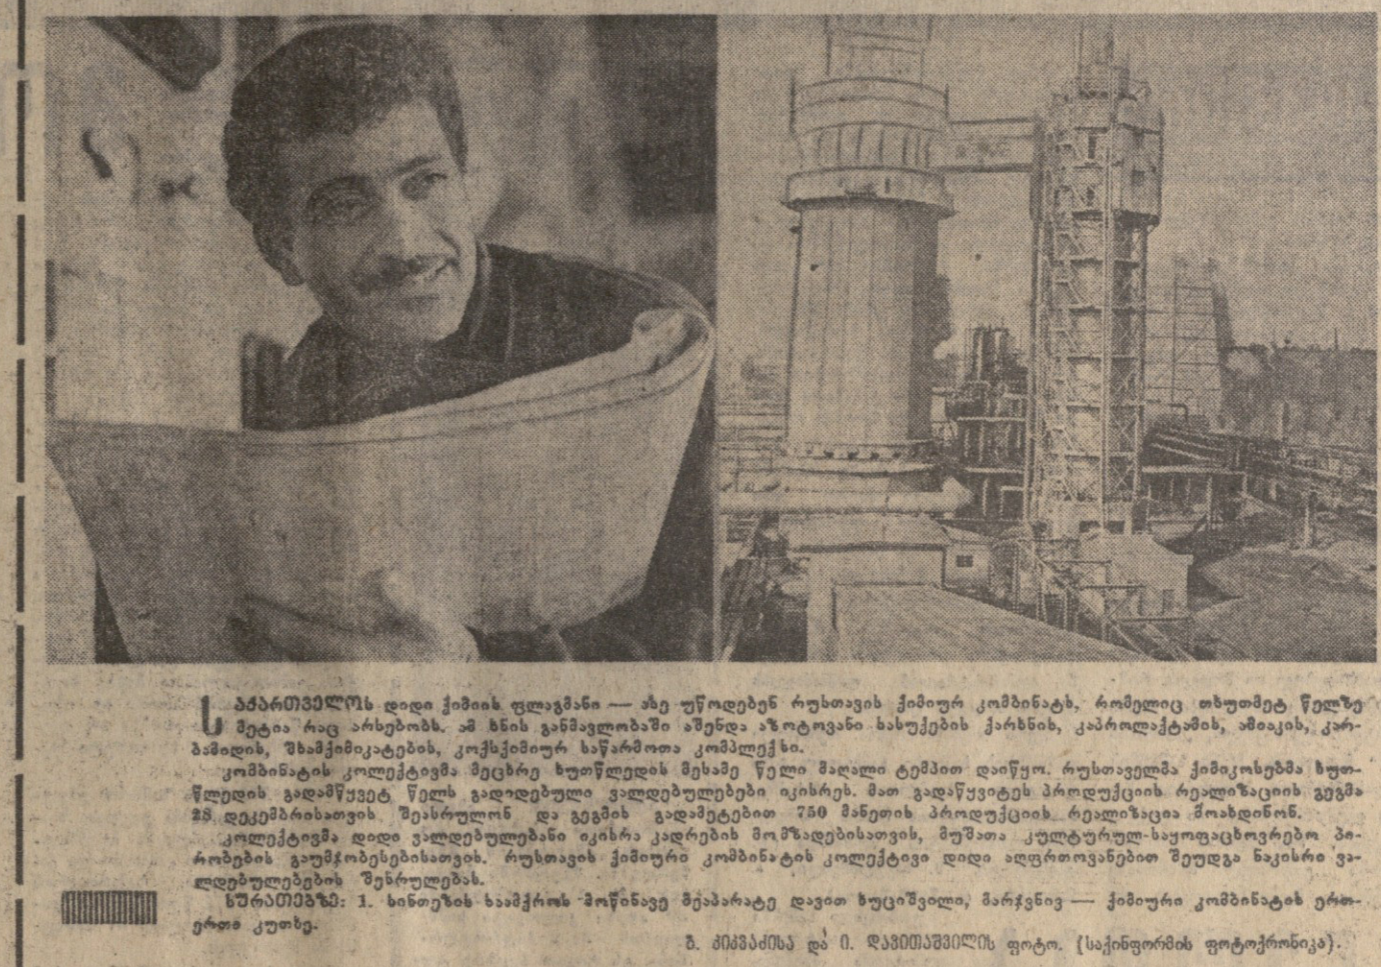 საქართველოს დიდი ქიმიის ფლაგმანი — ასე უწოდებენ რუსთავის ქიმიურ კომბინატს, რომელიც თხუთმეტ წელზე
მეტია რაც არსებობს. ამ ხნის განმავლობაში აშენდა აზოტოვანი სასუქების ქარხნის, კაპროლაქტამის, ამიაკის, კარ-
ბამიდის, შხამქიმიკატების, კოქსქიმიურ საწარმოთა კომპლექსი.
კომბინატის კოლექტივმა მეცხრე ხუთწლედის მესამე წელი მაღალი ტემპით დაიწყო. რუსთაველმა ქიმიკოსებმა ხუთ-
წლედის გადამწყვეტ წელს გადიდებული ვალდებულებები იკისრეს. მათ გადაწყვიტეს პროდუქციის რეალიზაციის გეგმა
28 დეკემბრისათვის შეასრულონ და გეგმის გადამეტებით 750 მანეთის პროდუქციის რეალიზაცია მოახდინონ.
კოლექტივმა დიდი ვალდებულებანი იკისრა კადრების მომზადებისათვის, მუშათა კულტურულ-საყოფაცხოვრებო პი-
რობების გაუმჯობესებისათვის. რუსთავის ქიმიური კომბინატის კოლექტივი დიდი აღფრთოვანებით შეუდგა ნაკისრი ვა-
ლდებულებების შესრულებას.
სურათებზე: 1. სინთეზის საამქროს მოწინავე მეაპარატე დავით ხუციშვილი, მარჯვნივ — ქიმიური კომბინატის ერთ-
ერთი კუთხე.
ბ. კიკვაძისა და ი. დავითაშვილის ფოტო. (საქინფორმის ფოტოქრონიკა).